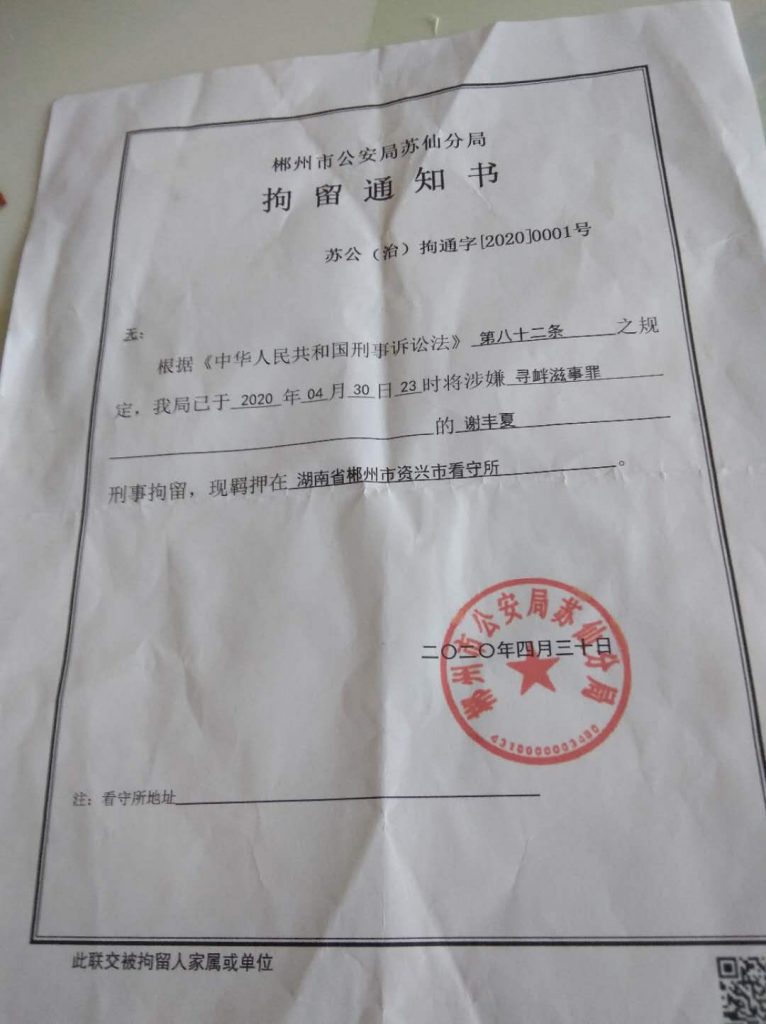 郴州市公安局苏仙分局
拘留通知书
苏公（治）拘通字[2020]0001号
无：
根据《中华人民共和国刑事诉讼法》第八十二条之规
定，我局已于2020年04月30日23时将涉嫌寻衅滋事罪
的谢丰夏
刑事拘留，现羁押在湖南省郴州市资兴市看守所。
郴州市公安局苏仙分局
二〇二〇年四月三十日
4310000003480
注：看守所地址
此联交被拘留人家属或单位